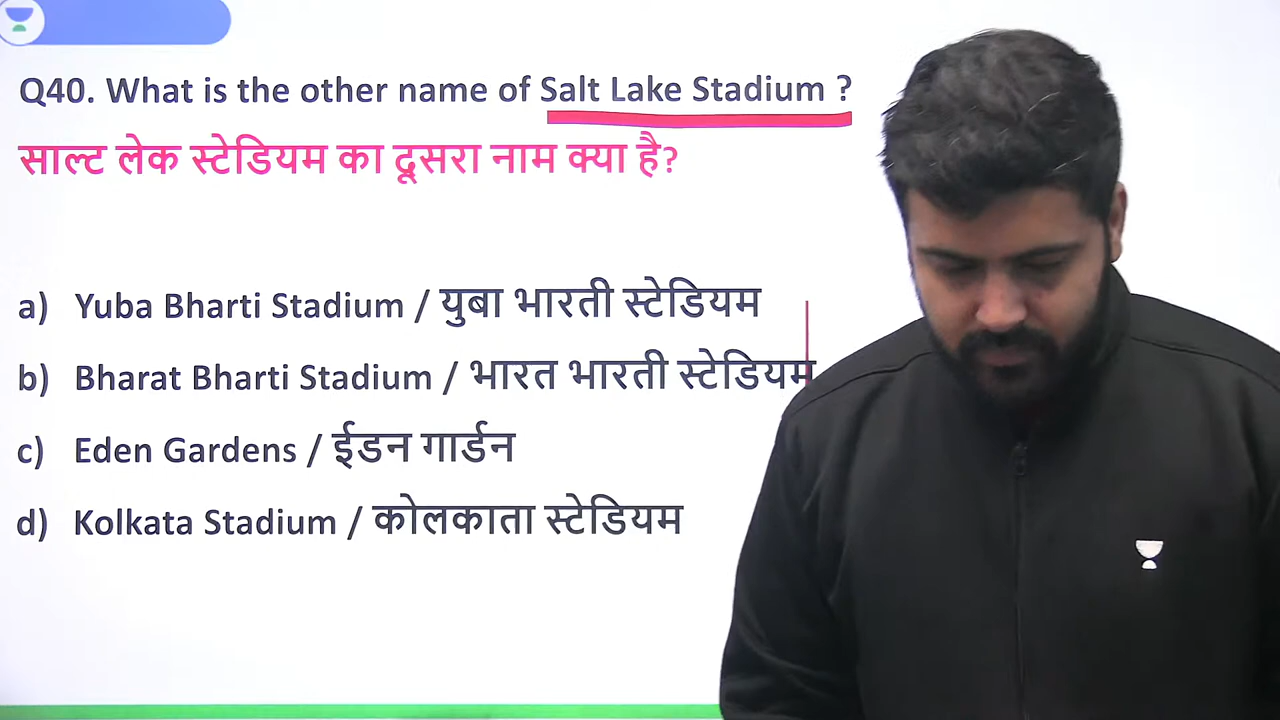 Q40. What is the other name of Salt Lake Stadium ?
साल्ट लेक स्टेडियम का दूसरा नाम क्या है?
a) Yuba Bharti Stadium / युबा भारती स्टेडियम
b) Bharat Bharti Stadium / भारत भारती स्टेडियम
c) Eden Gardens / ईडन गार्डन
d) Kolkata Stadium / कोलकाता स्टेडियम